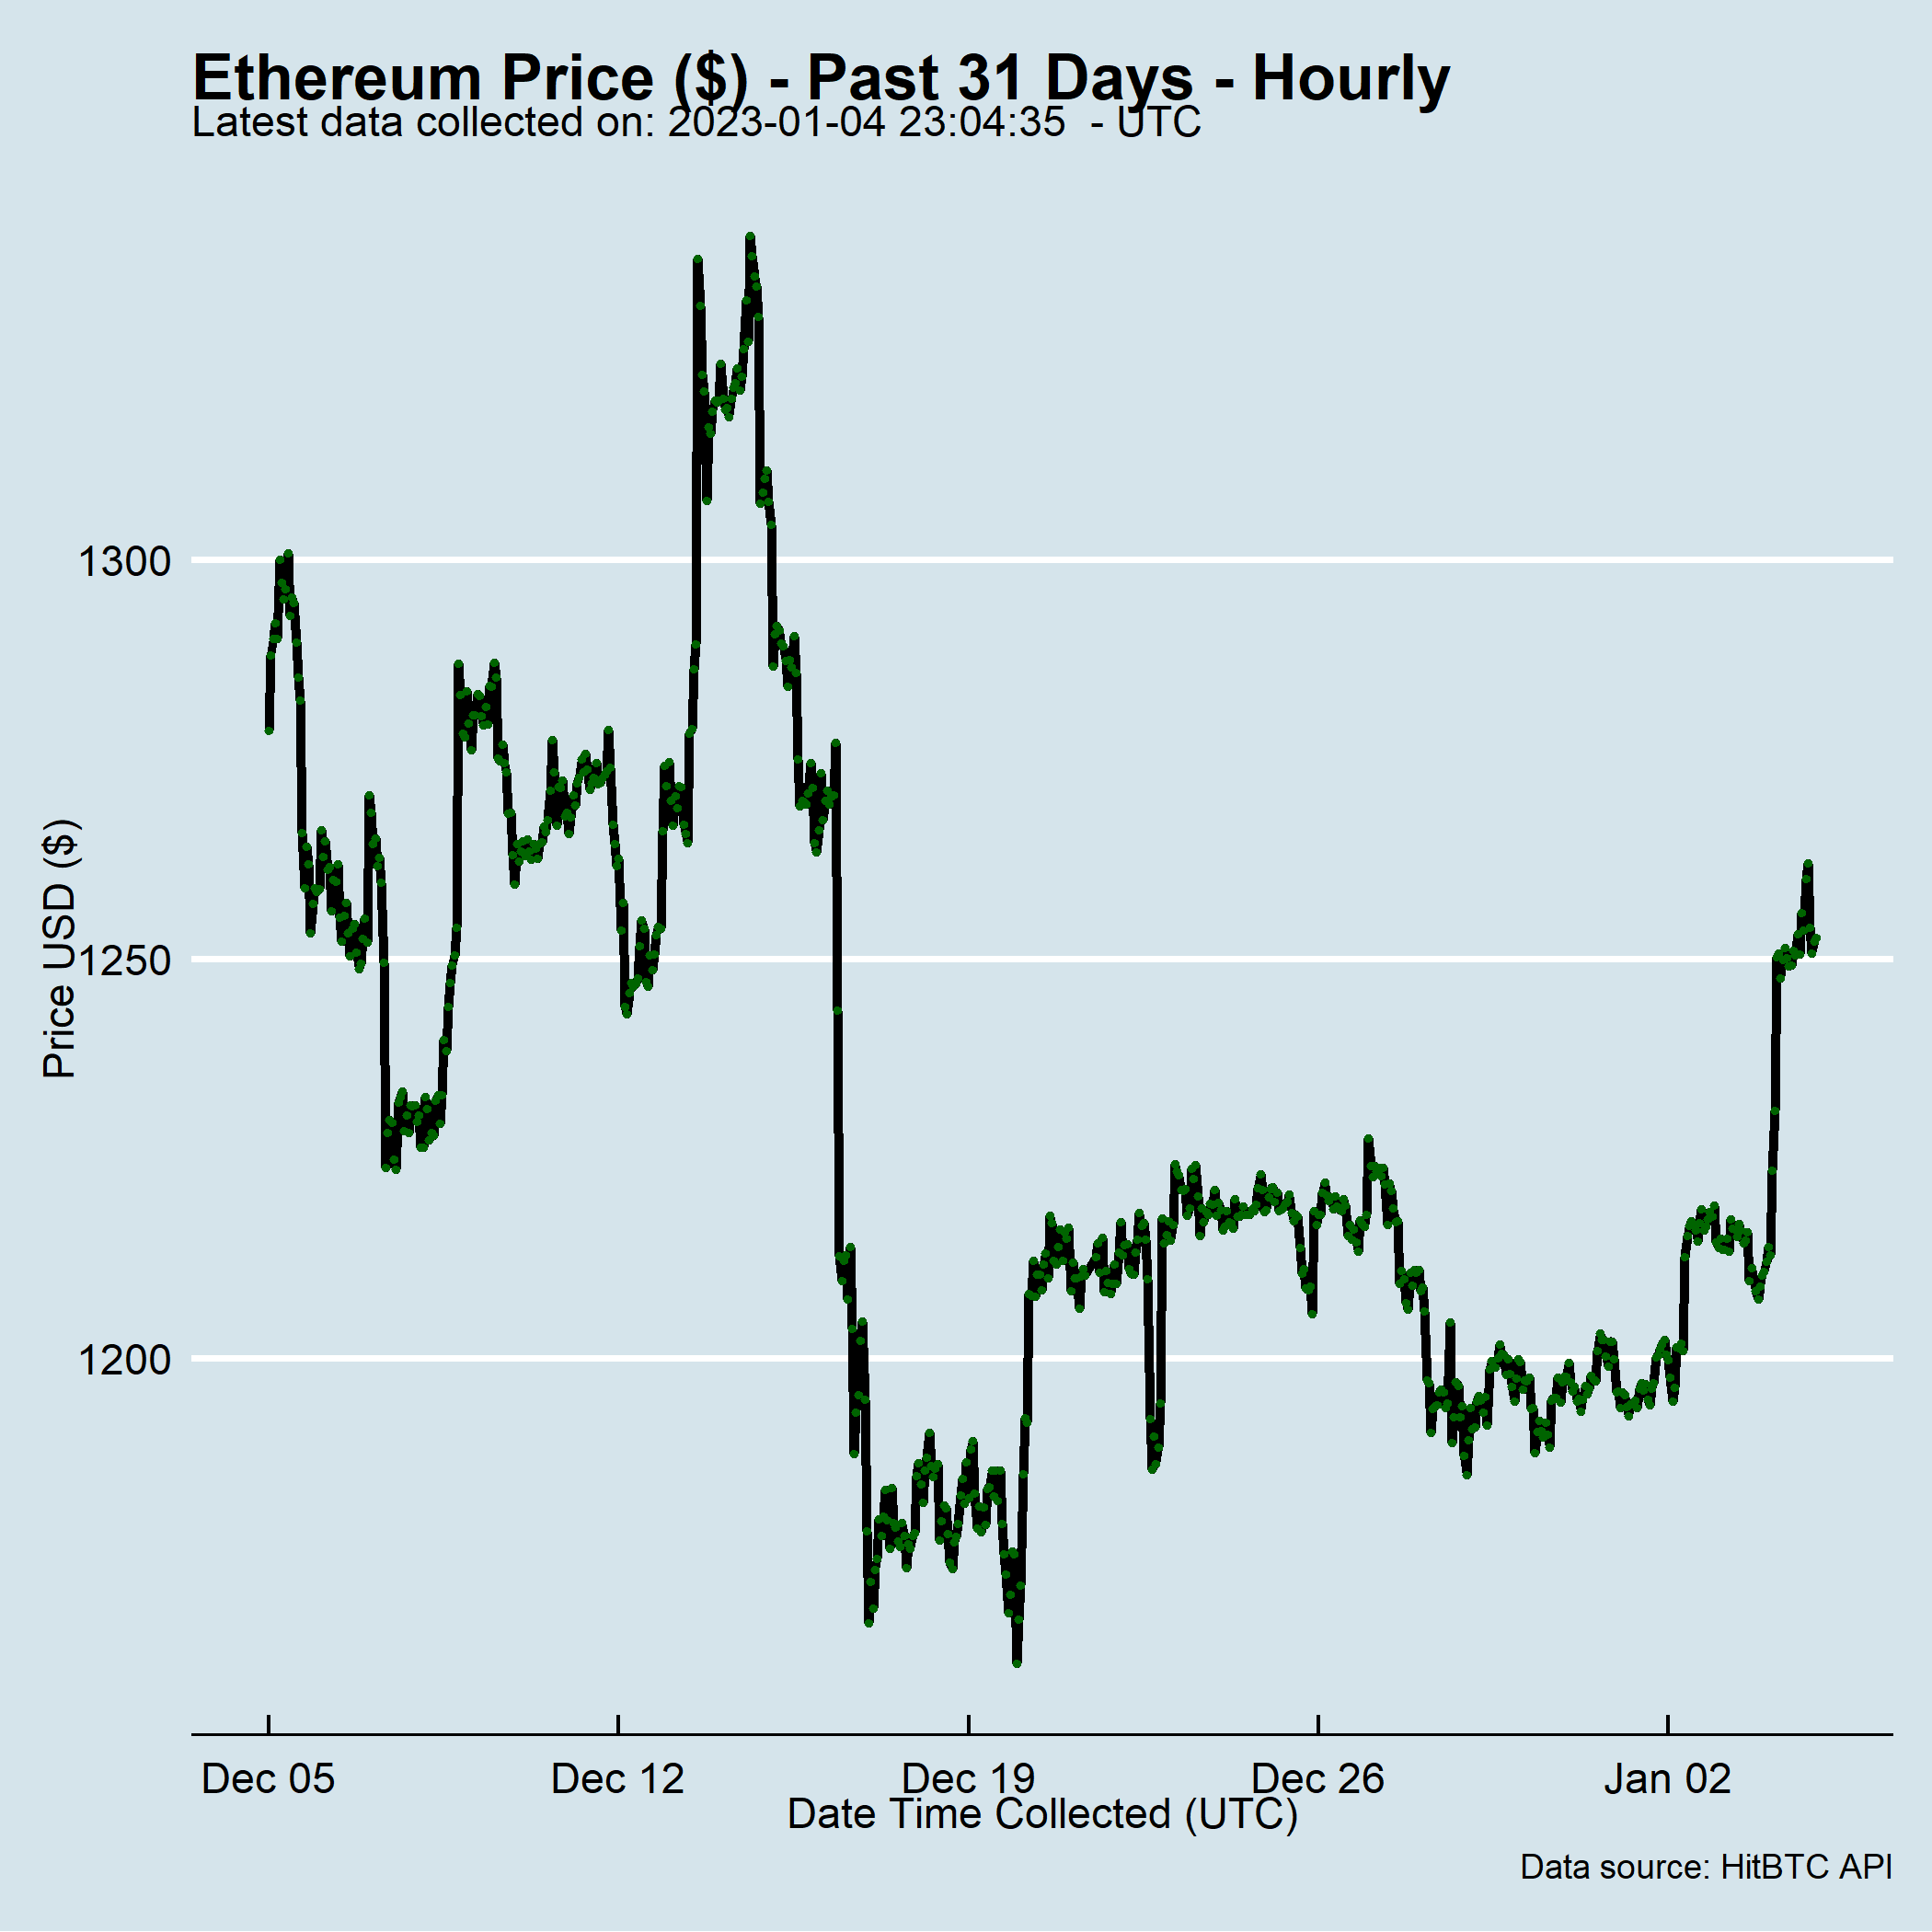 Ethereum Price ($) - Past 31 Days - Hourly
Latest data collected on: 2023-01-04 23:04:35  - UTC
1300
1250
1200
Price USD ($)
Dec 05
Dec 12
Dec 19
Dec 26
Jan 02
Date Time Collected (UTC)
Data source: HitBTC API